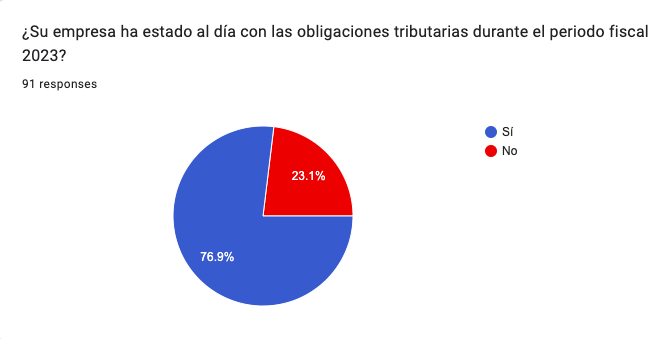 ¿Su empresa ha estado al día con las obligaciones tributarias durante el periodo fiscal
2023?
91 responses
Sí
No
23.1%
76.9%